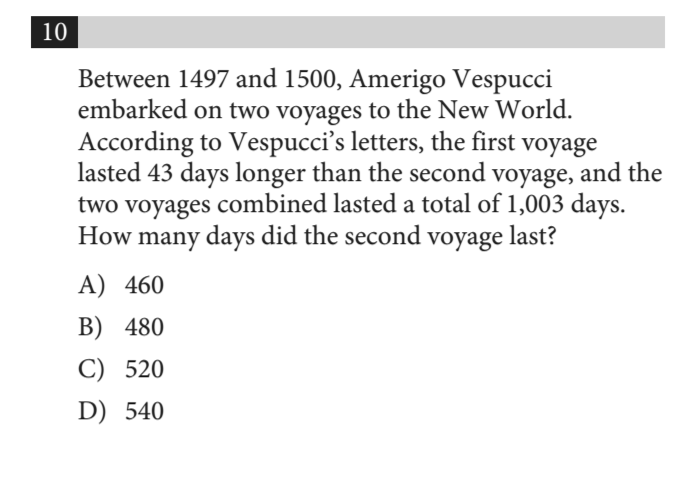 10
Between 1497 and 1500, Amerigo Vespucci
embarked on two voyages to the New World.
According to Vespucci’s letters, the first voyage
lasted 43 days longer than the second voyage, and the
two voyages combined lasted a total of 1,003 days.
How many days did the second voyage last?
A) 460
B) 480
C) 520
D) 540